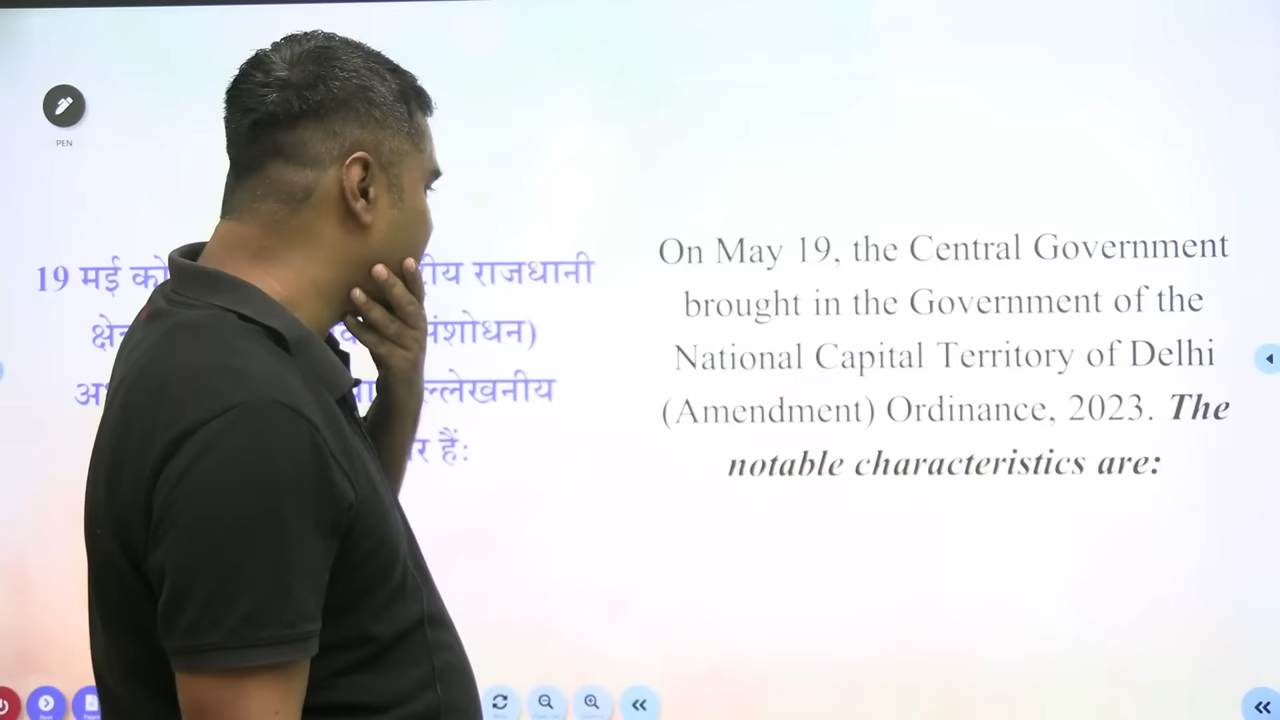 PEN
19 मई को राजधानी
संशोधन)
हैं:
On May 19, the Central Government
brought in the Government of the
National Capital Territory of Delhi
(Amendment) Ordinance, 2023. The
notable characteristics are: